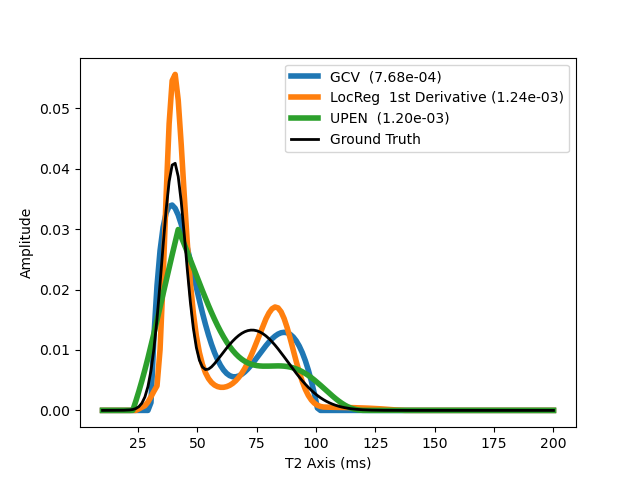 GCV (7.68e-04)
LocReg 1st Derivative (1.24e-03)
UPEN (1.20e-03)
Ground Truth
Amplitude
0.05
0.04
0.03
0.02
0.01
0.00
25 50 75 100 125 150 175 200
T2 Axis (ms)